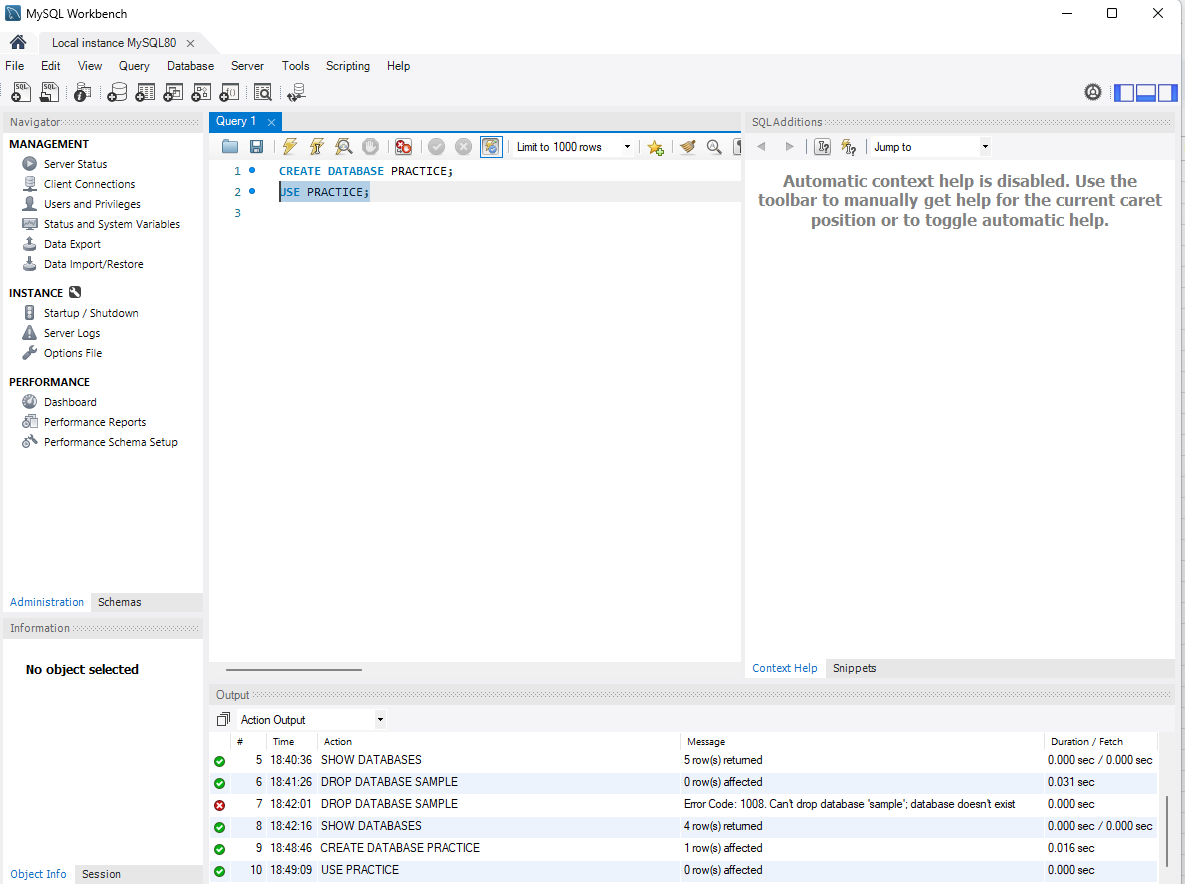 MySQL Workbench
Local instance MySQL80
File Edit View Query Database Server Tools Scripting Help
Navigator
MANAGEMENT
Server Status
Client Connections
Users and Privileges
Status and System Variables
Data Export
Data Import/Restore
INSTANCE
Startup / Shutdown
Server Logs
Options File
PERFORMANCE
Dashboard
Performance Reports
Performance Schema Setup
Administration Schemas
Information
No object selected
Object Info Session
Query 1
Limit to 1000 rows
1 CREATE DATABASE PRACTICE;
2 USE PRACTICE;
3
SQLAdditions
Jump to
Automatic context help is disabled. Use the
toolbar to manually get help for the current caret
position or to toggle automatic help.
Context Help Snippets
Output
Action Output
# Time Action Message Duration / Fetch
5 18:40:36 SHOW DATABASES 5 row(s) returned 0.000 sec / 0.000 sec
6 18:41:26 DROP DATABASE SAMPLE 0 row(s) affected 0.031 sec
7 18:42:01 DROP DATABASE SAMPLE Error Code: 1008. Can't drop database 'sample'; database doesn't exist 0.000 sec
8 18:42:16 SHOW DATABASES 4 row(s) returned 0.000 sec / 0.000 sec
9 18:48:46 CREATE DATABASE PRACTICE 1 row(s) affected 0.016 sec
10 18:49:09 USE PRACTICE 0 row(s) affected 0.000 sec